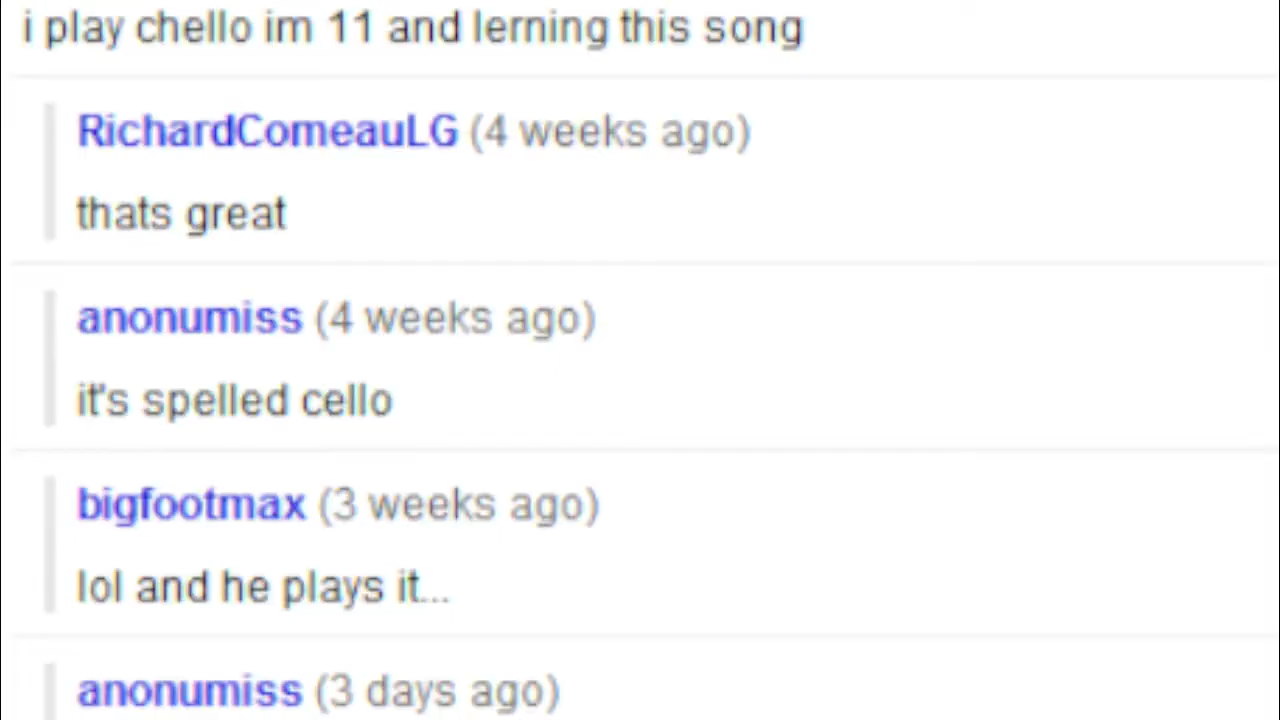 i play chello im 11 and lerning this song
RichardComeauLG (4 weeks ago)
thats great
anonumiss (4 weeks ago)
it's spelled cello
bigfootmax (3 weeks ago)
lol and he plays it...
anonumiss (3 days ago)